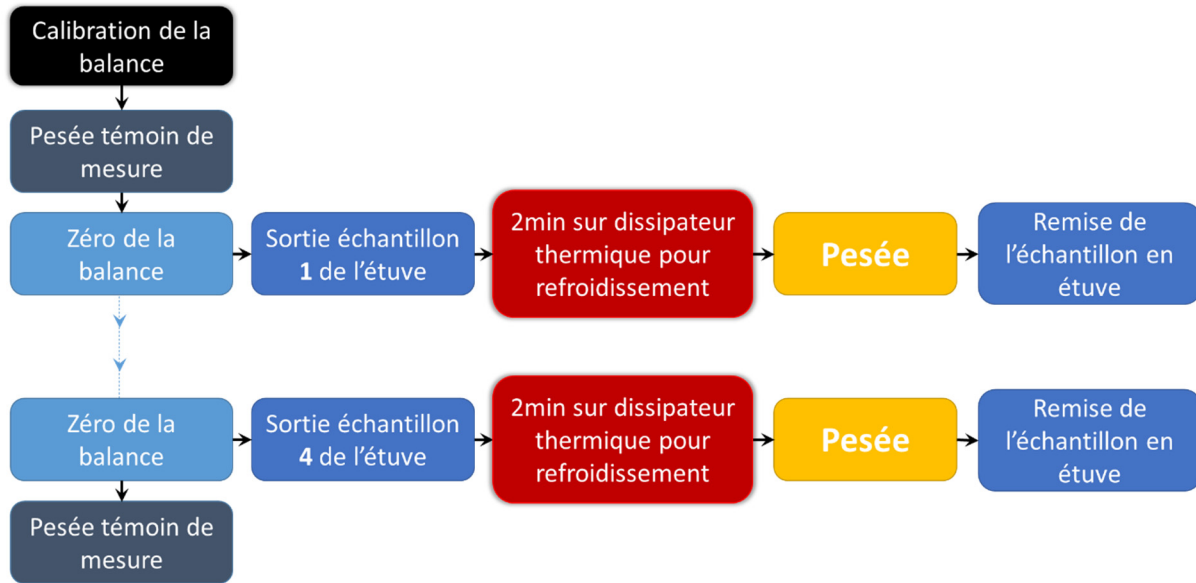 Calibration de la
balance
Pesée témoin de
mesure
Zéro de la
balance
Sortie échantillon
1 de l'étuve
2min sur dissipateur
thermique pour
refroidissement
Pesée
Remise de
l'échantillon en
étuve
Zéro de la
balance
Sortie échantillon
4 de l'étuve
2min sur dissipateur
thermique pour
refroidissement
Pesée
Remise de
l'échantillon en
étuve
Pesée témoin de
mesure